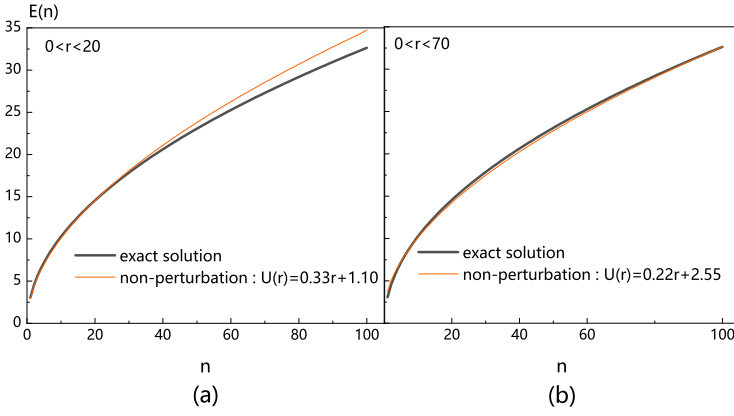 E(n)
35
30
25
20
15
10
5
0
0<r<20
exact solution
non-perturbation : U(r)=0.33r+1.10
0 20 40 60 80 100
n
(a)
0<r<70
exact solution
non-perturbation : U(r)=0.22r+2.55
20 40 60 100
n
(b)